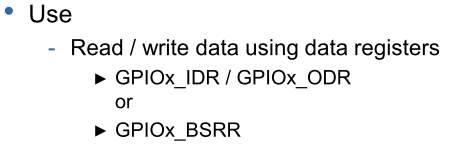 • Use
- Read / write data using data registers
► GPIOx_IDR / GPIOx_ODR
or
► GPIOx_BSRR